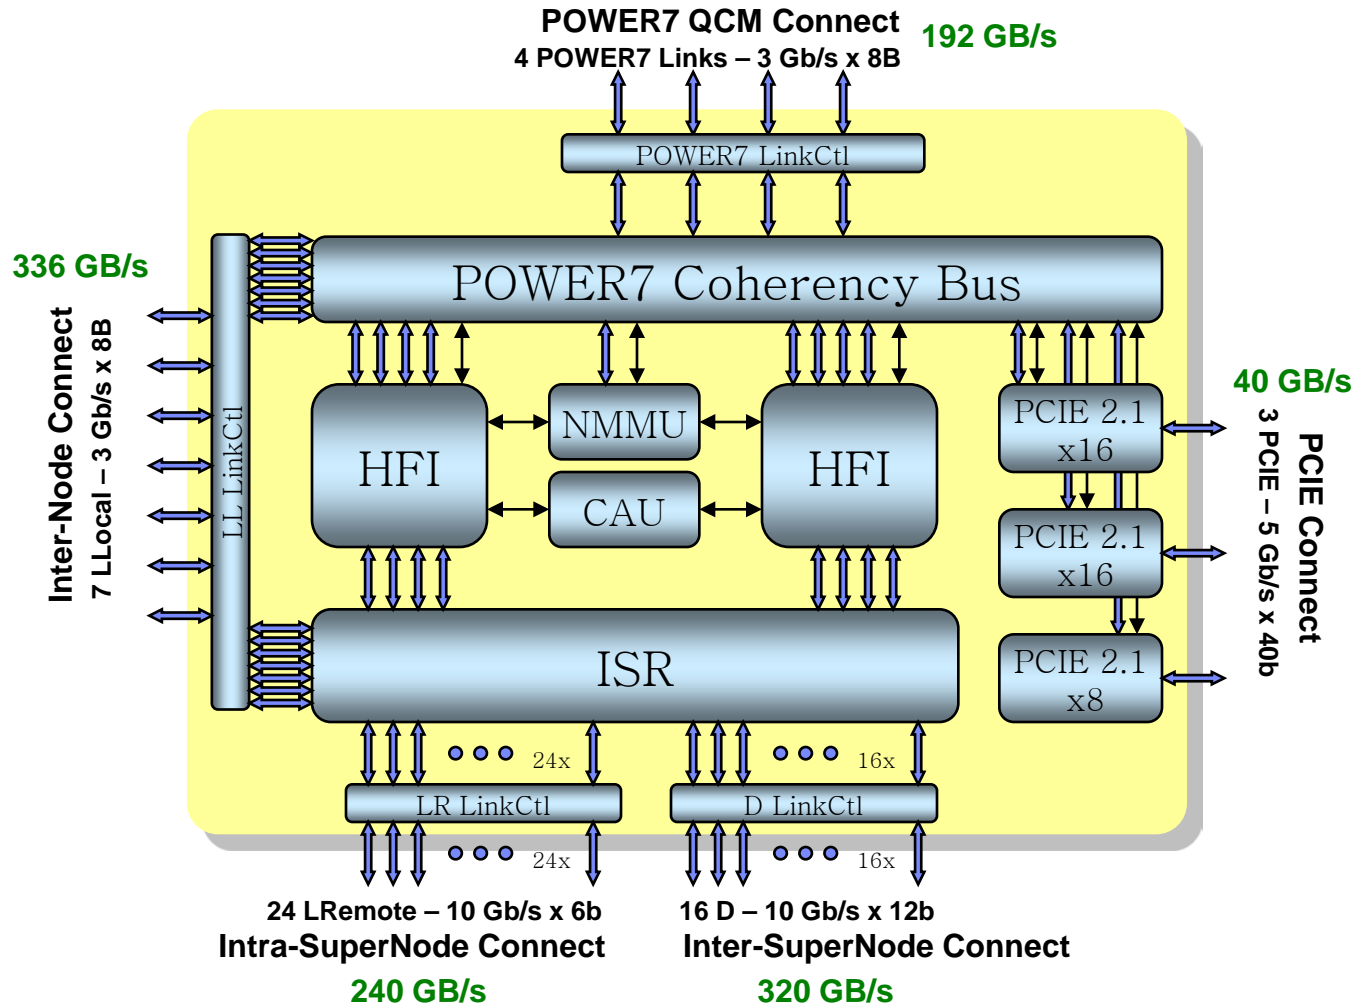 POWER7 QCM Connect
192 GB/s
4 POWER7 Links – 3 Gb/s x 8B
POWER7 LinkCtl
POWER7 Coherency Bus
336 GB/s
Inter-Node Connect
7 LLocal – 3 Gb/s x 8B
LL LinkCtl
HFI
NMMU
CAU
HFI
PCIE 2.1
x16
PCIE 2.1
x16
PCIE 2.1
x8
40 GB/s
3 PCIE – 5 Gb/s x 40b
PCIE Connect
ISR
24x
16x
LR LinkCtl
D LinkCtl
24x
16x
24 LRemote – 10 Gb/s x 6b
Intra-SuperNode Connect
240 GB/s
16 D – 10 Gb/s x 12b
Inter-SuperNode Connect
320 GB/s